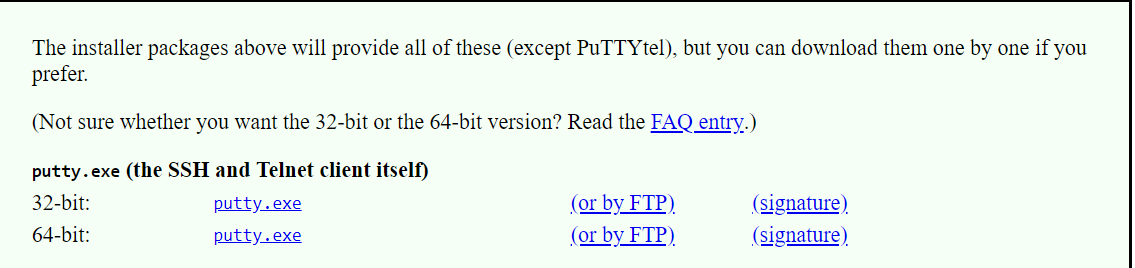 The installer packages above will provide all of these (except PuTTYtel), but you can download them one by one if you
prefer.
(Not sure whether you want the 32-bit or the 64-bit version? Read the FAQ entry.)
putty.exe (the SSH and Telnet client itself)
32-bit: putty.exe (or by FTP) (signature)
64-bit: putty.exe (or by FTP) (signature)